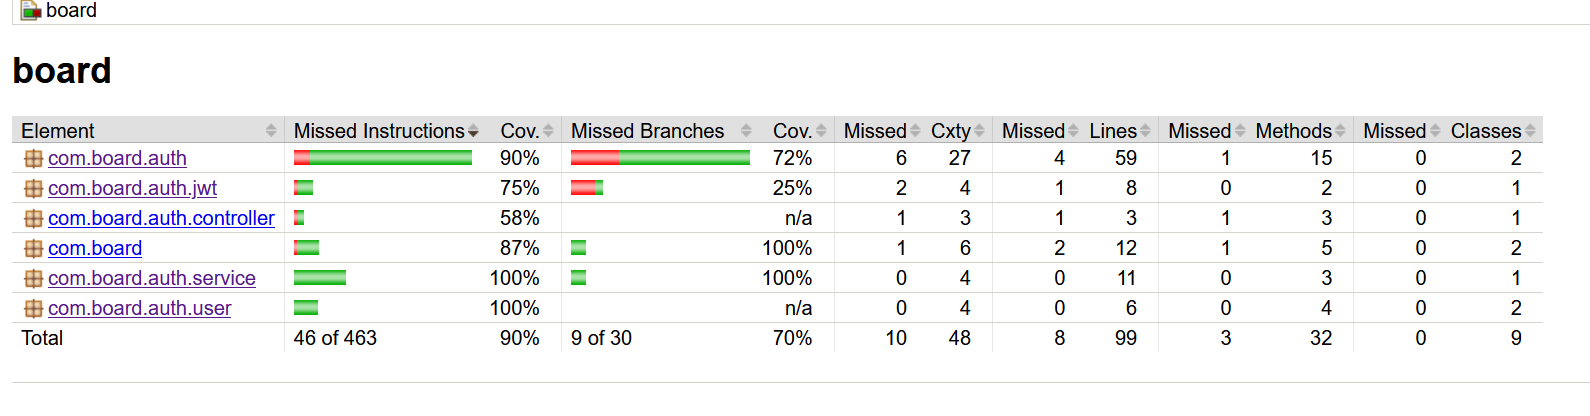 board
board
Element Missed Instructions Cov. Missed Branches Cov. Missed Cxty Missed Lines Missed Methods Missed Classes
com.board.auth 90% 72% 6 27 4 59 1 15 0 2
com.board.auth.jwt 75% 25% 2 4 1 8 0 2 0 1
com.board.auth.controller 58% n/a 1 3 1 3 1 3 0 1
com.board 87% 100% 1 6 2 12 1 5 0 2
com.board.auth.service 100% 100% 0 4 0 11 0 3 0 1
com.board.auth.user 100% n/a 0 4 0 6 0 4 0 2
Total 46 of 463 90% 9 of 30 70% 10 48 8 99 3 32 0 9